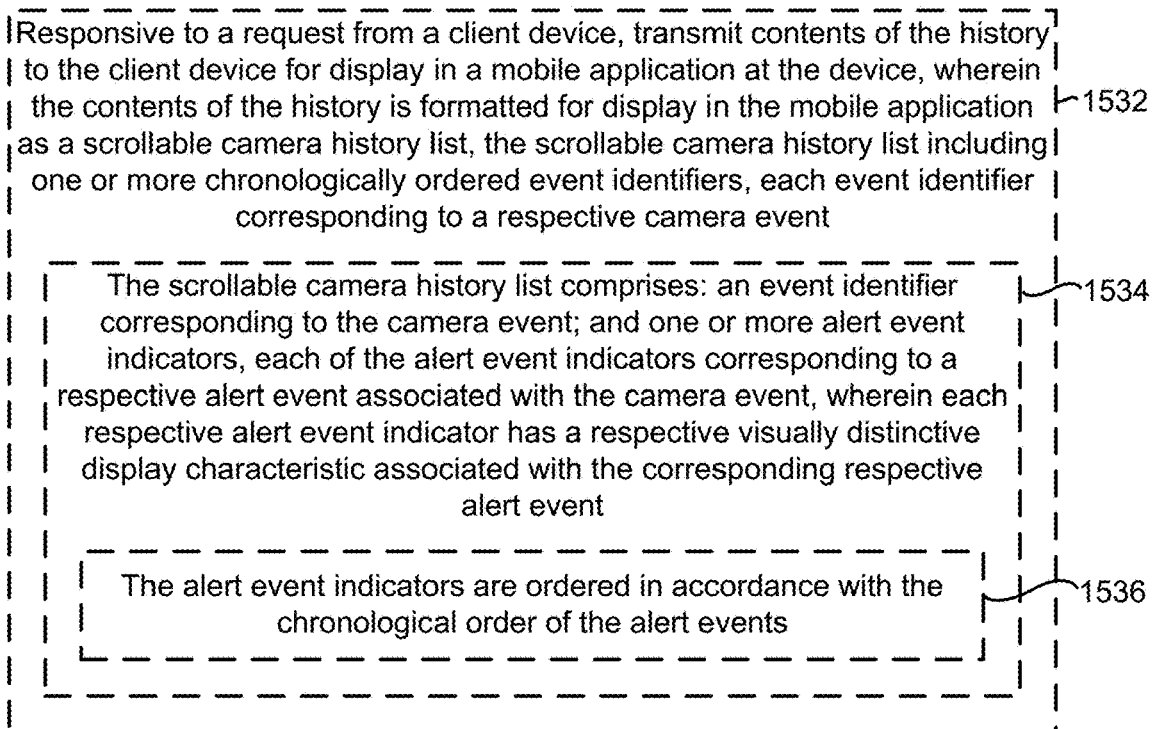 Responsive to a request from a client device, transmit contents of the history
to the client device for display in a mobile application at the device, wherein
the contents of the history is formatted for display in the mobile application
as a scrollable camera history list, the scrollable camera history list including
one or more chronologically ordered event identifiers, each event identifier
corresponding to a respective camera event
1532
The scrollable camera history list comprises: an event identifier
corresponding to the camera event; and one or more alert event
indicators, each of the alert event indicators corresponding to a
respective alert event associated with the camera event, wherein each
respective alert event indicator has a respective visually distinctive
display characteristic associated with the corresponding respective
alert event
1534
The alert event indicators are ordered in accordance with the
chronological order of the alert events
1536